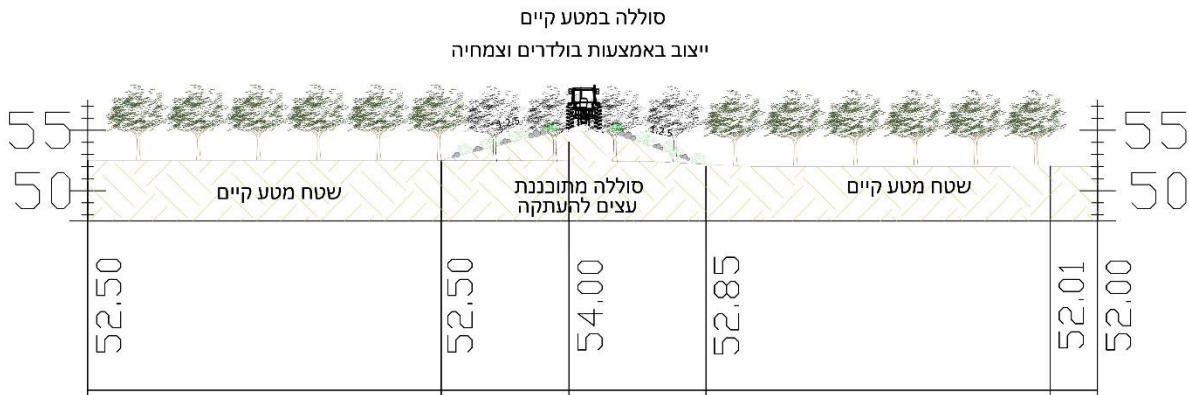 סוללה במטע קיים
ייצוב באמצעות בולדרים וצמחיה
55
55
50
50
שטח מטע קיים
סוללה מתוכננת
עצים להעתקה
שטח מטע קיים
52.50
52.50
54.00
52.85
52.01
52.00